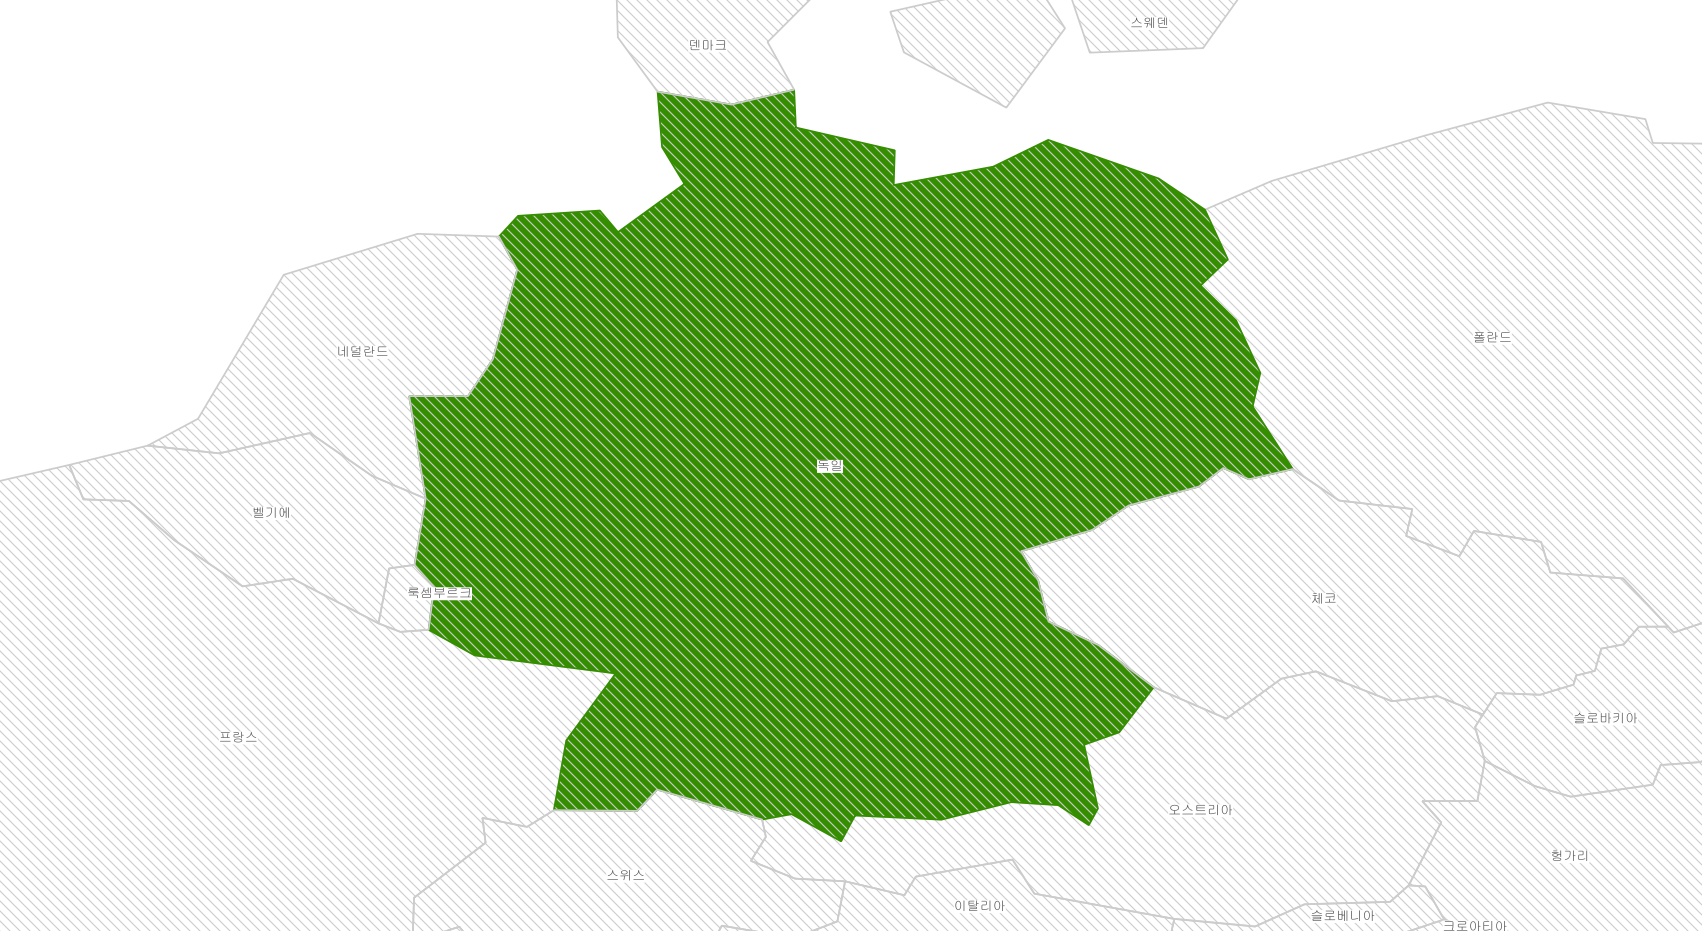 스웨덴
덴마크
폴란드
네덜란드
독일
벨기에
룩셈부르크
체코
슬로바키아
프랑스
오스트리아
헝가리
스위스
이탈리아
슬로베니아
크로아티아